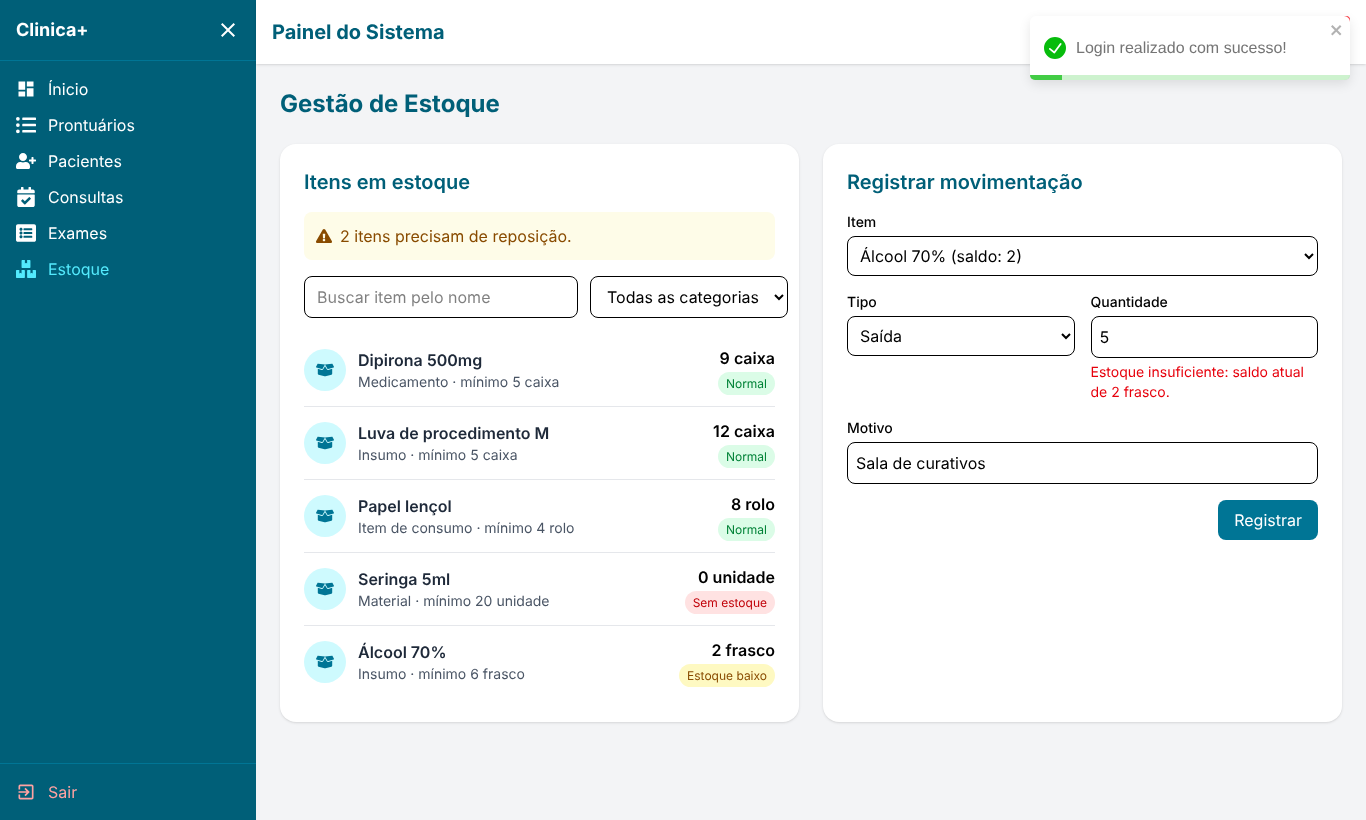 Clinica+
Ínicio
Prontuários
Pacientes
Consultas
Exames
Estoque
Sair
Painel do Sistema
Login realizado com sucesso!
Gestão de Estoque
Itens em estoque
2 itens precisam de reposição.
Buscar item pelo nome
Todas as categorias
Dipirona 500mg
9 caixa
Medicamento · mínimo 5 caixa
Normal
Luva de procedimento M
12 caixa
Insumo · mínimo 5 caixa
Normal
Papel lençol
8 rolo
Item de consumo · mínimo 4 rolo
Normal
Seringa 5ml
0 unidade
Material · mínimo 20 unidade
Sem estoque
Álcool 70%
2 frasco
Insumo · mínimo 6 frasco
Estoque baixo
Registrar movimentação
Item
Álcool 70% (saldo: 2)
Tipo
Quantidade
Saída
5
Estoque insuficiente: saldo atual
de 2 frasco.
Motivo
Sala de curativos
Registrar